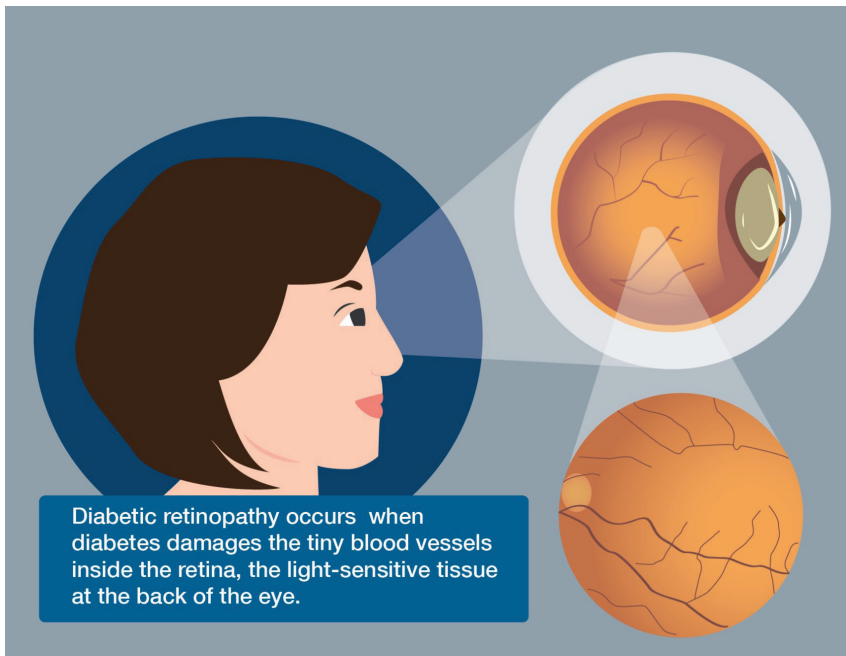 Diabetic retinopathy occurs  when
diabetes damages the tiny blood vessels
inside the retina, the light-sensitive tissue
at the back of the eye.